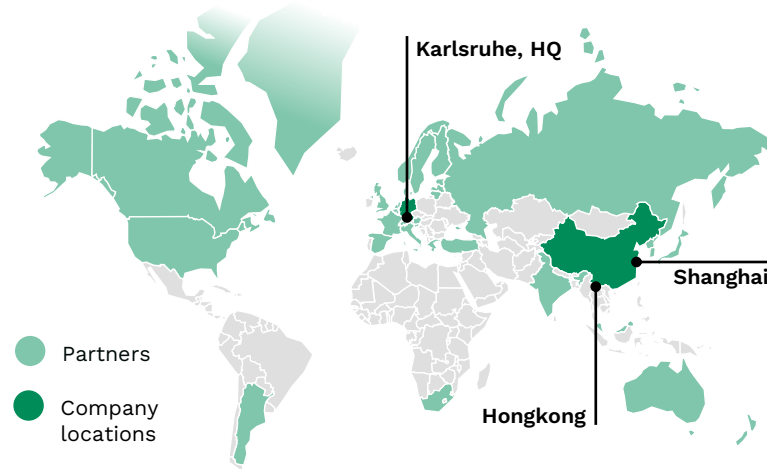 Karlsruhe, HQ
Shanghai
Hongkong
Partners
Company
locations